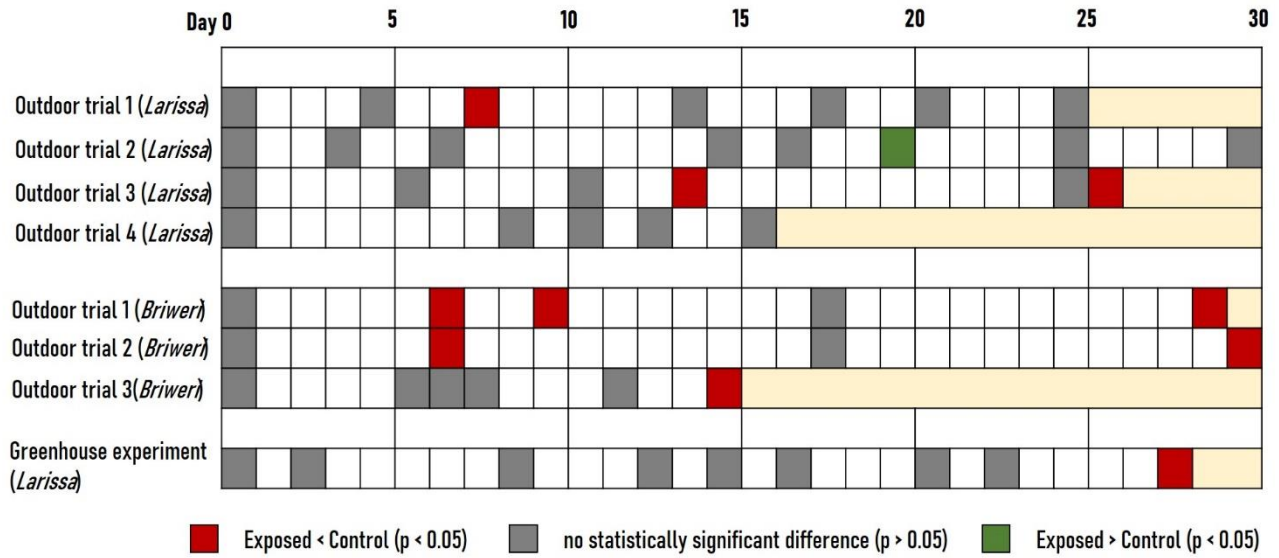 Day 0 5 10 15 20 25 30
Outdoor trial 1 (Larissa)
Outdoor trial 2 (Larissa)
Outdoor trial 3 (Larissa)
Outdoor trial 4 (Larissa)
Outdoor trial 1 (Briweri)
Outdoor trial 2 (Briweri)
Outdoor trial 3(Briweri)
Greenhouse experiment
(Larissa)
Exposed < Control (p < 0.05) no statistically significant difference (p > 0.05) Exposed > Control (p < 0.05)